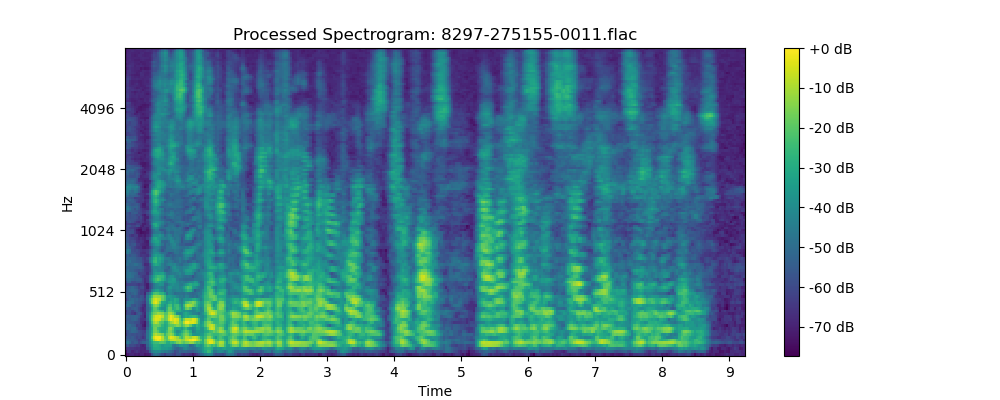 Processed Spectrogram: 8297-275155-0011.flac
Hz
4096
2048
1024
512
0
0 1 2 3 4 5 6 7 8 9
Time
+0 dB
-10 dB
-20 dB
-30 dB
-40 dB
-50 dB
-60 dB
-70 dB